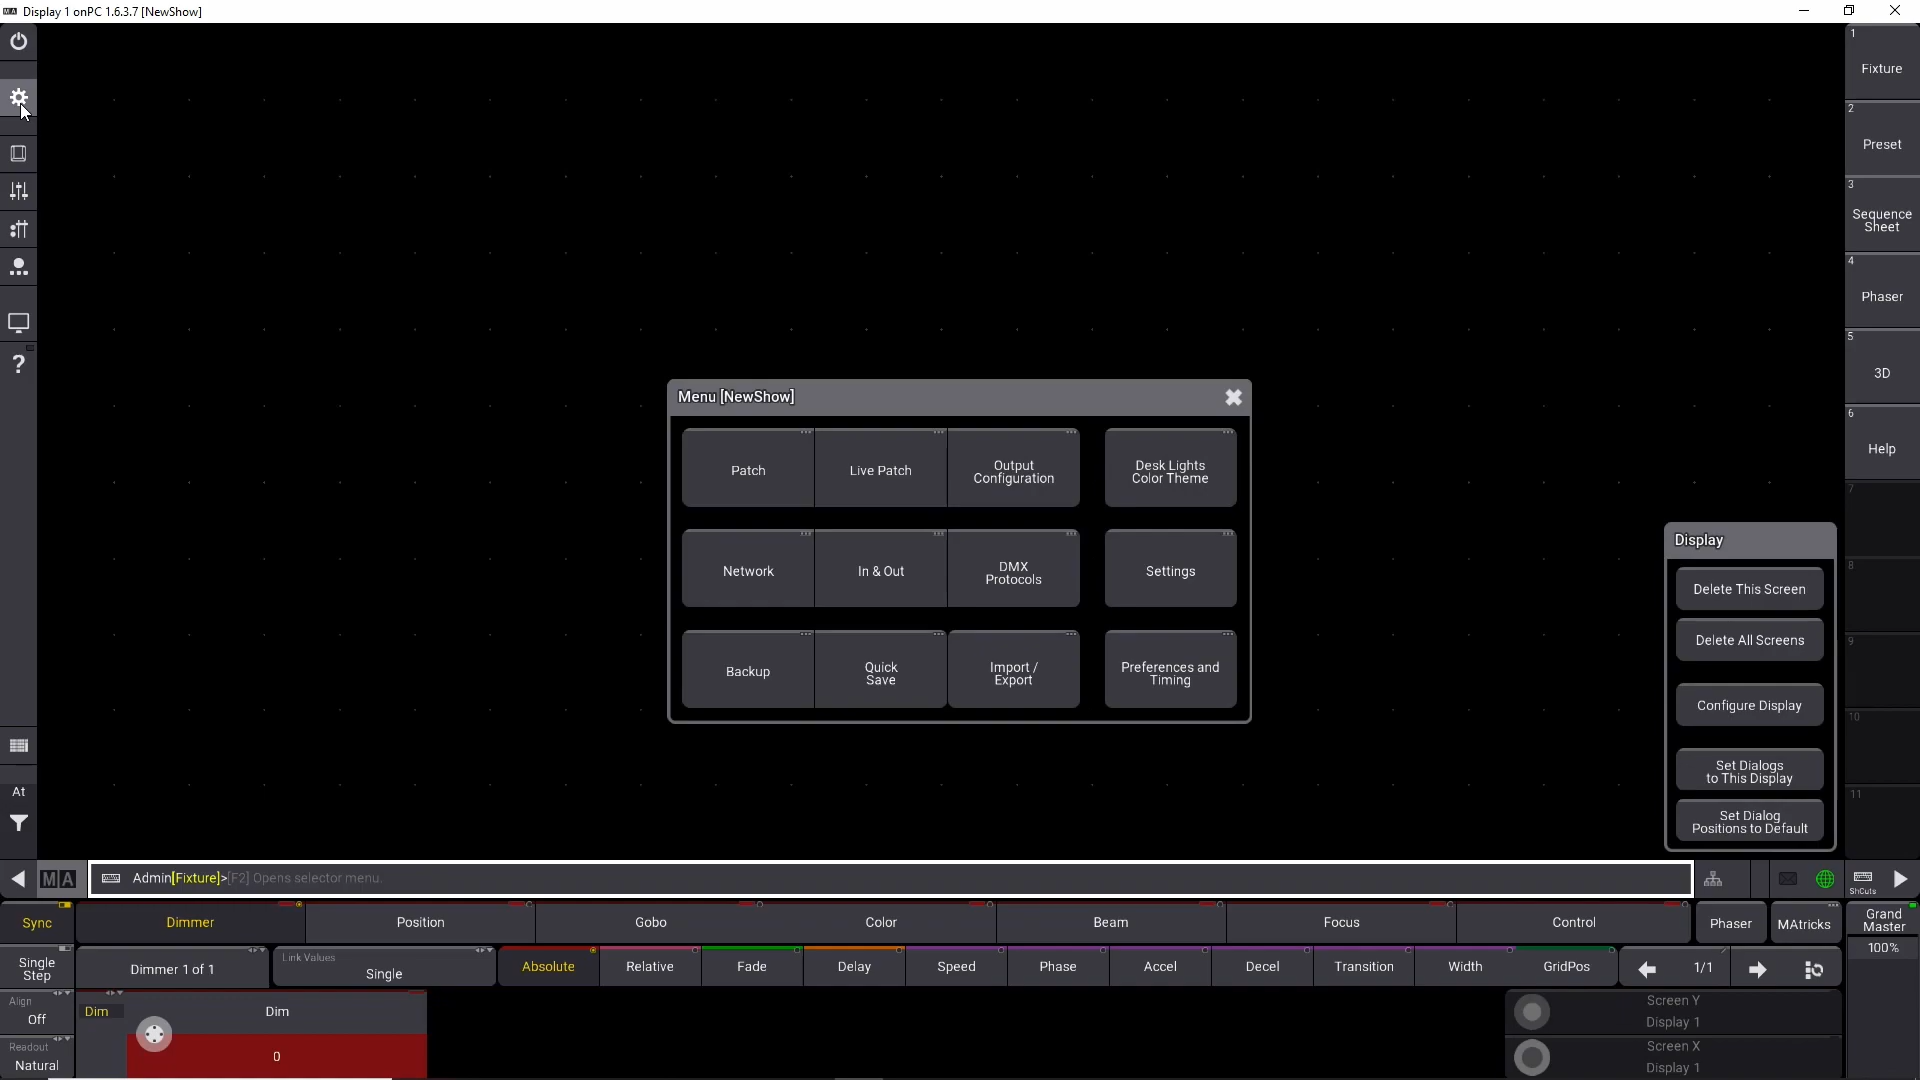 Display 1 onPC 1.6.3.7 [NewShow]
1
Fixture
2
Preset
3
Sequence
Sheet
4
Phaser
5
3D
6
Help
7
8
9
10
11
?
At
Menu [NewShow]
Patch
Live Patch
Output
Configuration
Desk Lights
Color Theme
Network
In & Out
DMX
Protocols
Settings
Backup
Quick
Save
Import /
Export
Preferences and
Timing
Display
Delete This Screen
Delete All Screens
Configure Display
Set Dialogs
to This Display
Set Dialog
Positions to Default
MA
Admin[Fixture]>[F2] Opens selector menu.
ShCuts
Sync
Dimmer
Position
Gobo
Color
Beam
Focus
Control
Phaser
MAtricks
Grand
Master
100%
Single
Step
Dimmer 1 of 1
Link Values
Single
Absolute
Relative
Fade
Delay
Speed
Phase
Accel
Decel
Transition
Width
GridPos
1/1
Align
Off
Dim
Dim
0
Readout
Natural
Screen Y
Display 1
Screen X
Display 1